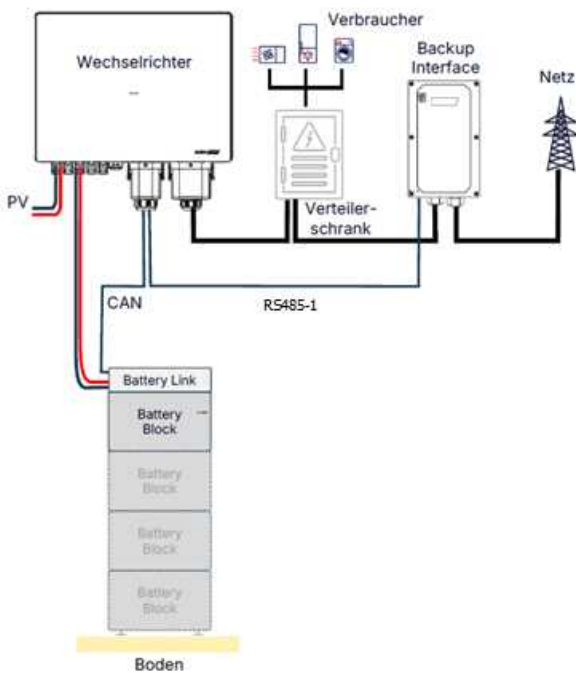 Verbraucher
Wechselrichter
Backup
Interface
Netz
PV
Verteiler-
schrank
CAN
RS485-1
Battery Link
Battery
Block
Battery
Block
Battery
Block
Battery
Block
Boden